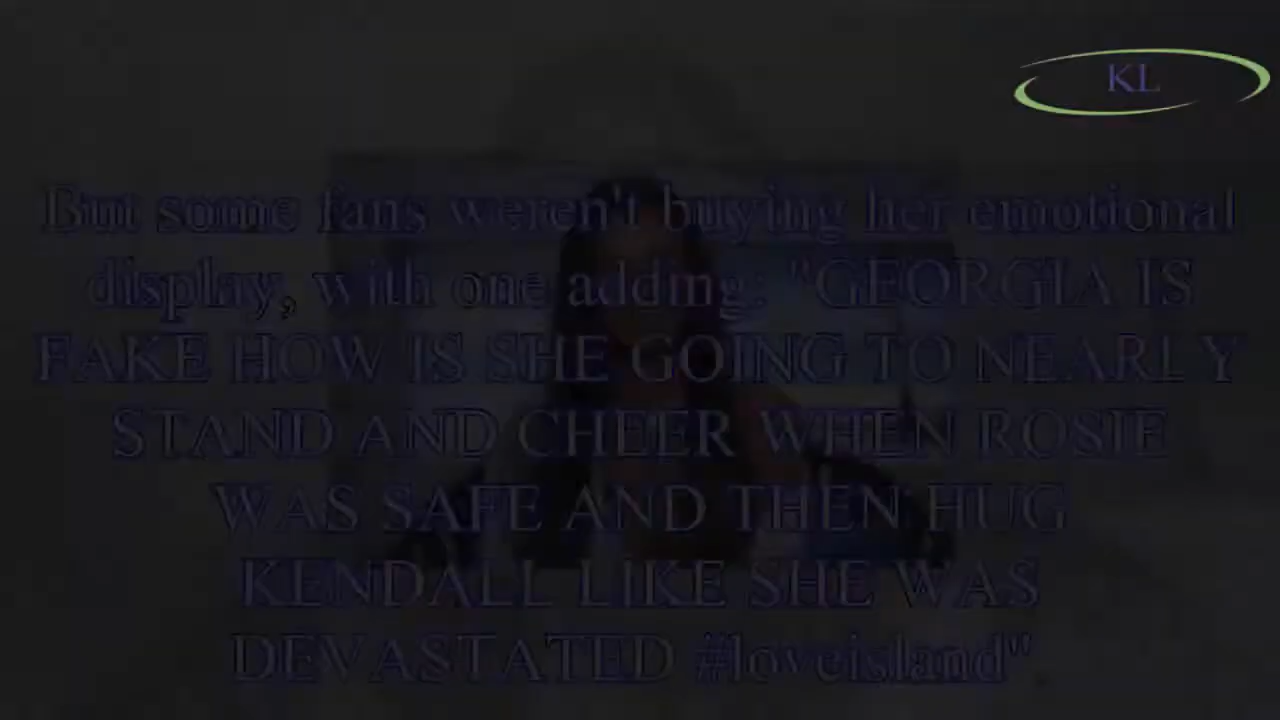 KL
But some fans weren't buying her emotional
display, with one adding: "GEORGIA IS
FAKE HOW IS SHE GOING TO NEARLY
STAND AND CHEER WHEN ROSIE
WAS SAFE AND THEN HUG
KENDALL LIKE SHE WAS
DEVASTATED #loveisland"